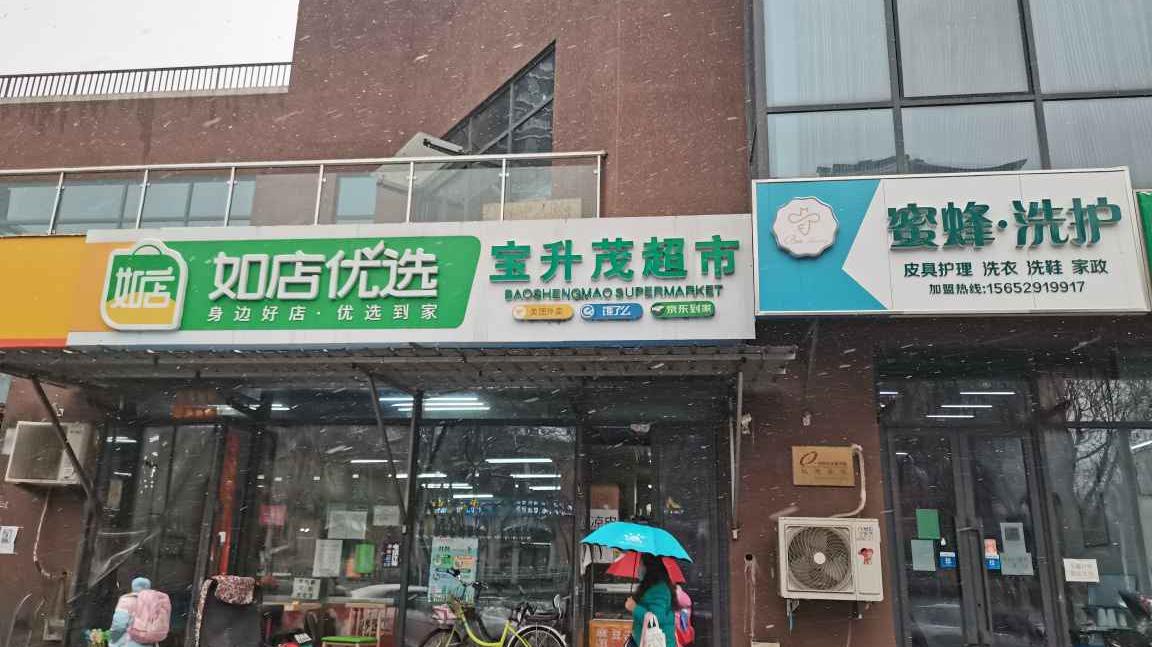 如店
如店优选
身边好店·优选到家
宝升茂超市
BAOSHENGMAO SUPERMARKET
美团外卖
饿了么
京东到家
蜜蜂·洗护
皮具护理 洗衣 洗鞋 家政
加盟热线:15652919917
凉皮